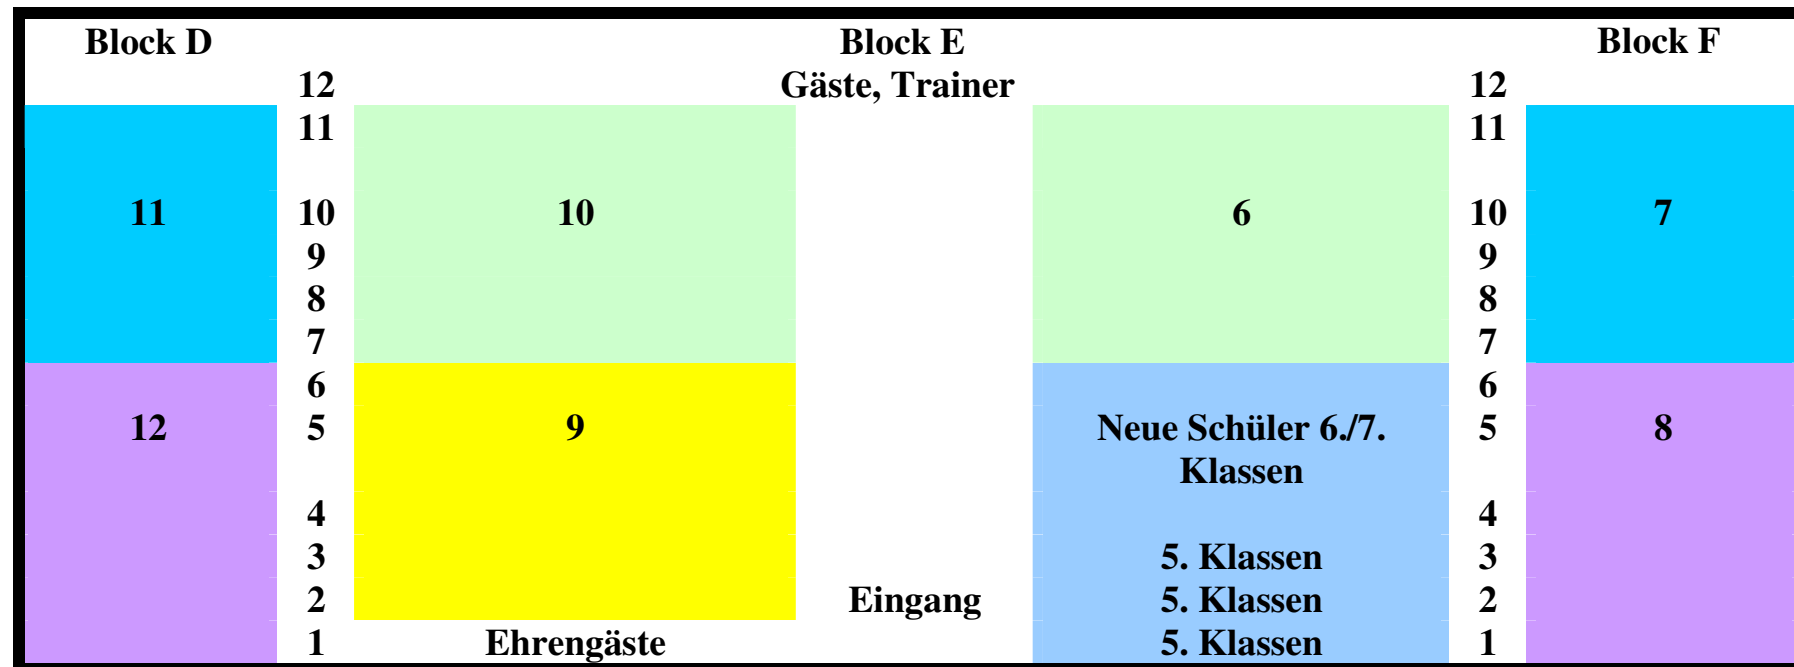 Block D Block E Block F
12 Gäste, Trainer 12
11 11
11 10 10 6 10 7
9 9
8 8
7 7
6 6
12 5 9 Neue Schüler 6./7. 5 8
Klassen
4 4
3 5. Klassen 3
2 Eingang 5. Klassen 2
1 Ehrengäste 5. Klassen 1